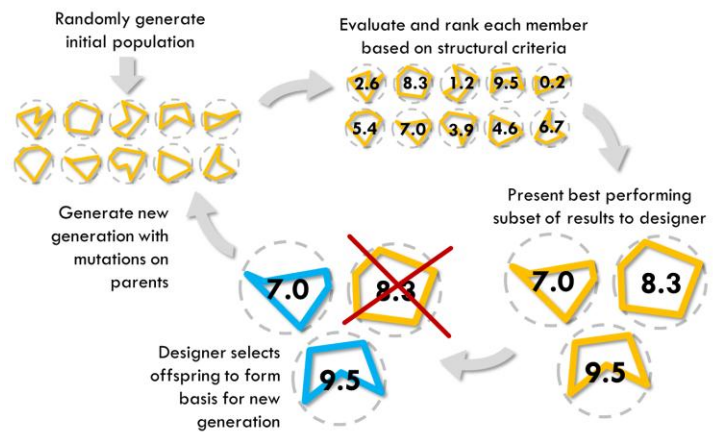 Randomly generate
initial population
Evaluate and rank each member
based on structural criteria
2.6 8.3 1.2 9.5 0.2
5.4 7.0 3.9 4.6 6.7
Present best performing
subset of results to designer
7.0 8.3
9.5
Designer selects
offspring to form
basis for new
generation
7.0 8.3
9.5
Generate new
generation with
mutations on
parents